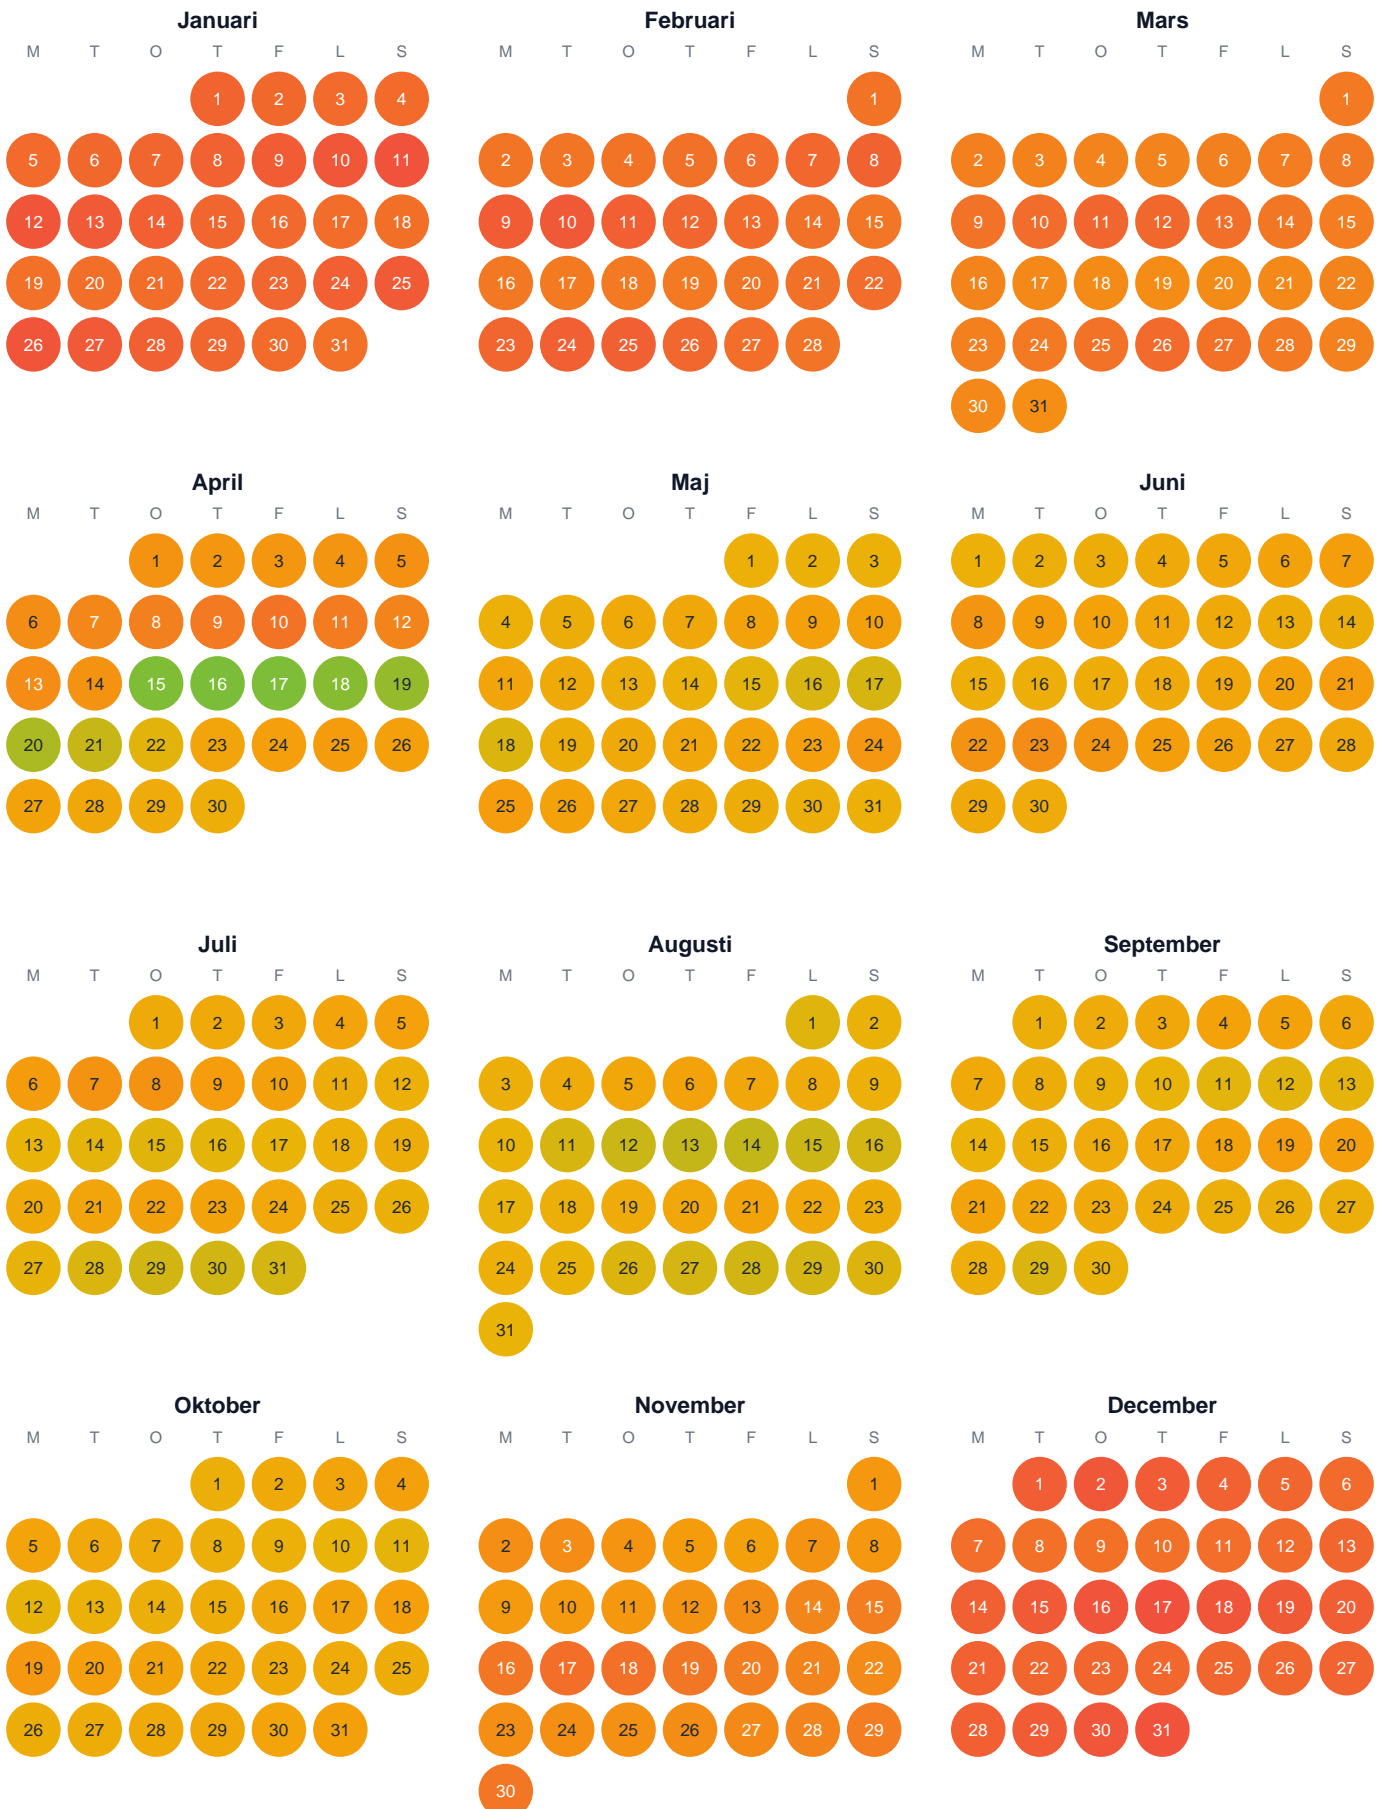 Januari
M T O T F L S
1 2 3 4
5 6 7 8 9 10 11
12 13 14 15 16 17 18
19 20 21 22 23 24 25
26 27 28 29 30 31
Februari
M T O T F L S
1
2 3 4 5 6 7 8
9 10 11 12 13 14 15
16 17 18 19 20 21 22
23 24 25 26 27 28
Mars
M T O T F L S
1
2 3 4 5 6 7 8
9 10 11 12 13 14 15
16 17 18 19 20 21 22
23 24 25 26 27 28 29
30 31
April
M T O T F L S
1 2 3 4 5
6 7 8 9 10 11 12
13 14 15 16 17 18 19
20 21 22 23 24 25 26
27 28 29 30
Maj
M T O T F L S
1 2 3
4 5 6 7 8 9 10
11 12 13 14 15 16 17
18 19 20 21 22 23 24
25 26 27 28 29 30 31
Juni
M T O T F L S
1 2 3 4 5 6 7
8 9 10 11 12 13 14
15 16 17 18 19 20 21
22 23 24 25 26 27 28
29 30
Juli
M T O T F L S
1 2 3 4 5
6 7 8 9 10 11 12
13 14 15 16 17 18 19
20 21 22 23 24 25 26
27 28 29 30 31
Augusti
M T O T F L S
1 2
3 4 5 6 7 8 9
10 11 12 13 14 15 16
17 18 19 20 21 22 23
24 25 26 27 28 29 30
31
September
M T O T F L S
1 2 3 4 5 6
7 8 9 10 11 12 13
14 15 16 17 18 19 20
21 22 23 24 25 26 27
28 29 30
Oktober
M T O T F L S
1 2 3 4
5 6 7 8 9 10 11
12 13 14 15 16 17 18
19 20 21 22 23 24 25
26 27 28 29 30 31
November
M T O T F L S
1
2 3 4 5 6 7 8
9 10 11 12 13 14 15
16 17 18 19 20 21 22
23 24 25 26 27 28 29
30
December
M T O T F L S
1 2 3 4 5 6
7 8 9 10 11 12 13
14 15 16 17 18 19 20
21 22 23 24 25 26 27
28 29 30 31